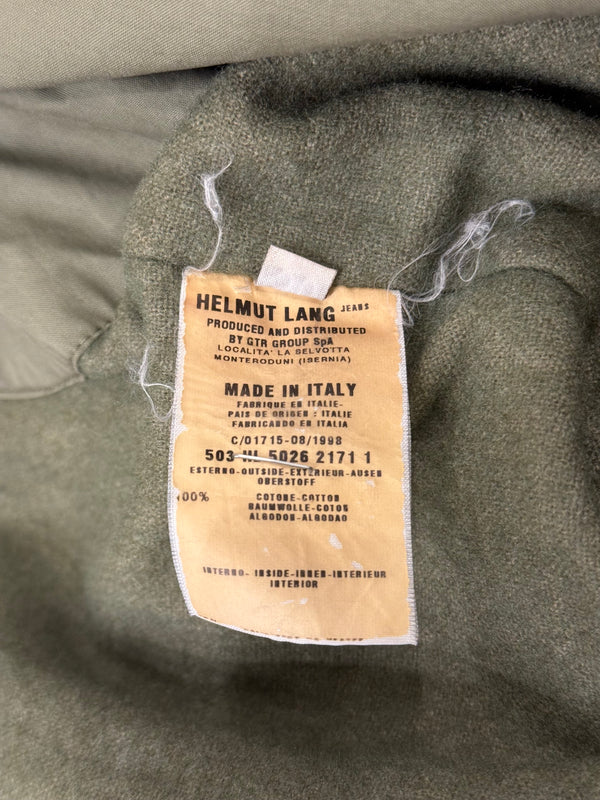 HELMUT LANG JEANS
PRODUCED AND DISTRIBUTED
BY GTR GROUP SpA
LOCALITA' LA SELVOTTA
MONTERODUNI (ISERNIA)
MADE IN ITALY
FABRIQUE EN ITALIE-
PAIS DE ORIGEN : ITALIE
FABRICANDO EN ITALIA
C/01715-08/1998
503 HL 5026 2171 1
ESTERNO-OUTSIDE-EXTERIEUR-AUSEN
OBERSTOFF
100% COTONE-COTTON
BAUMWOLLE-COTON
ALGODON-ALGODAO
INTERNO- INSIDE-INNEN-INTERIEUR
INTERIOR